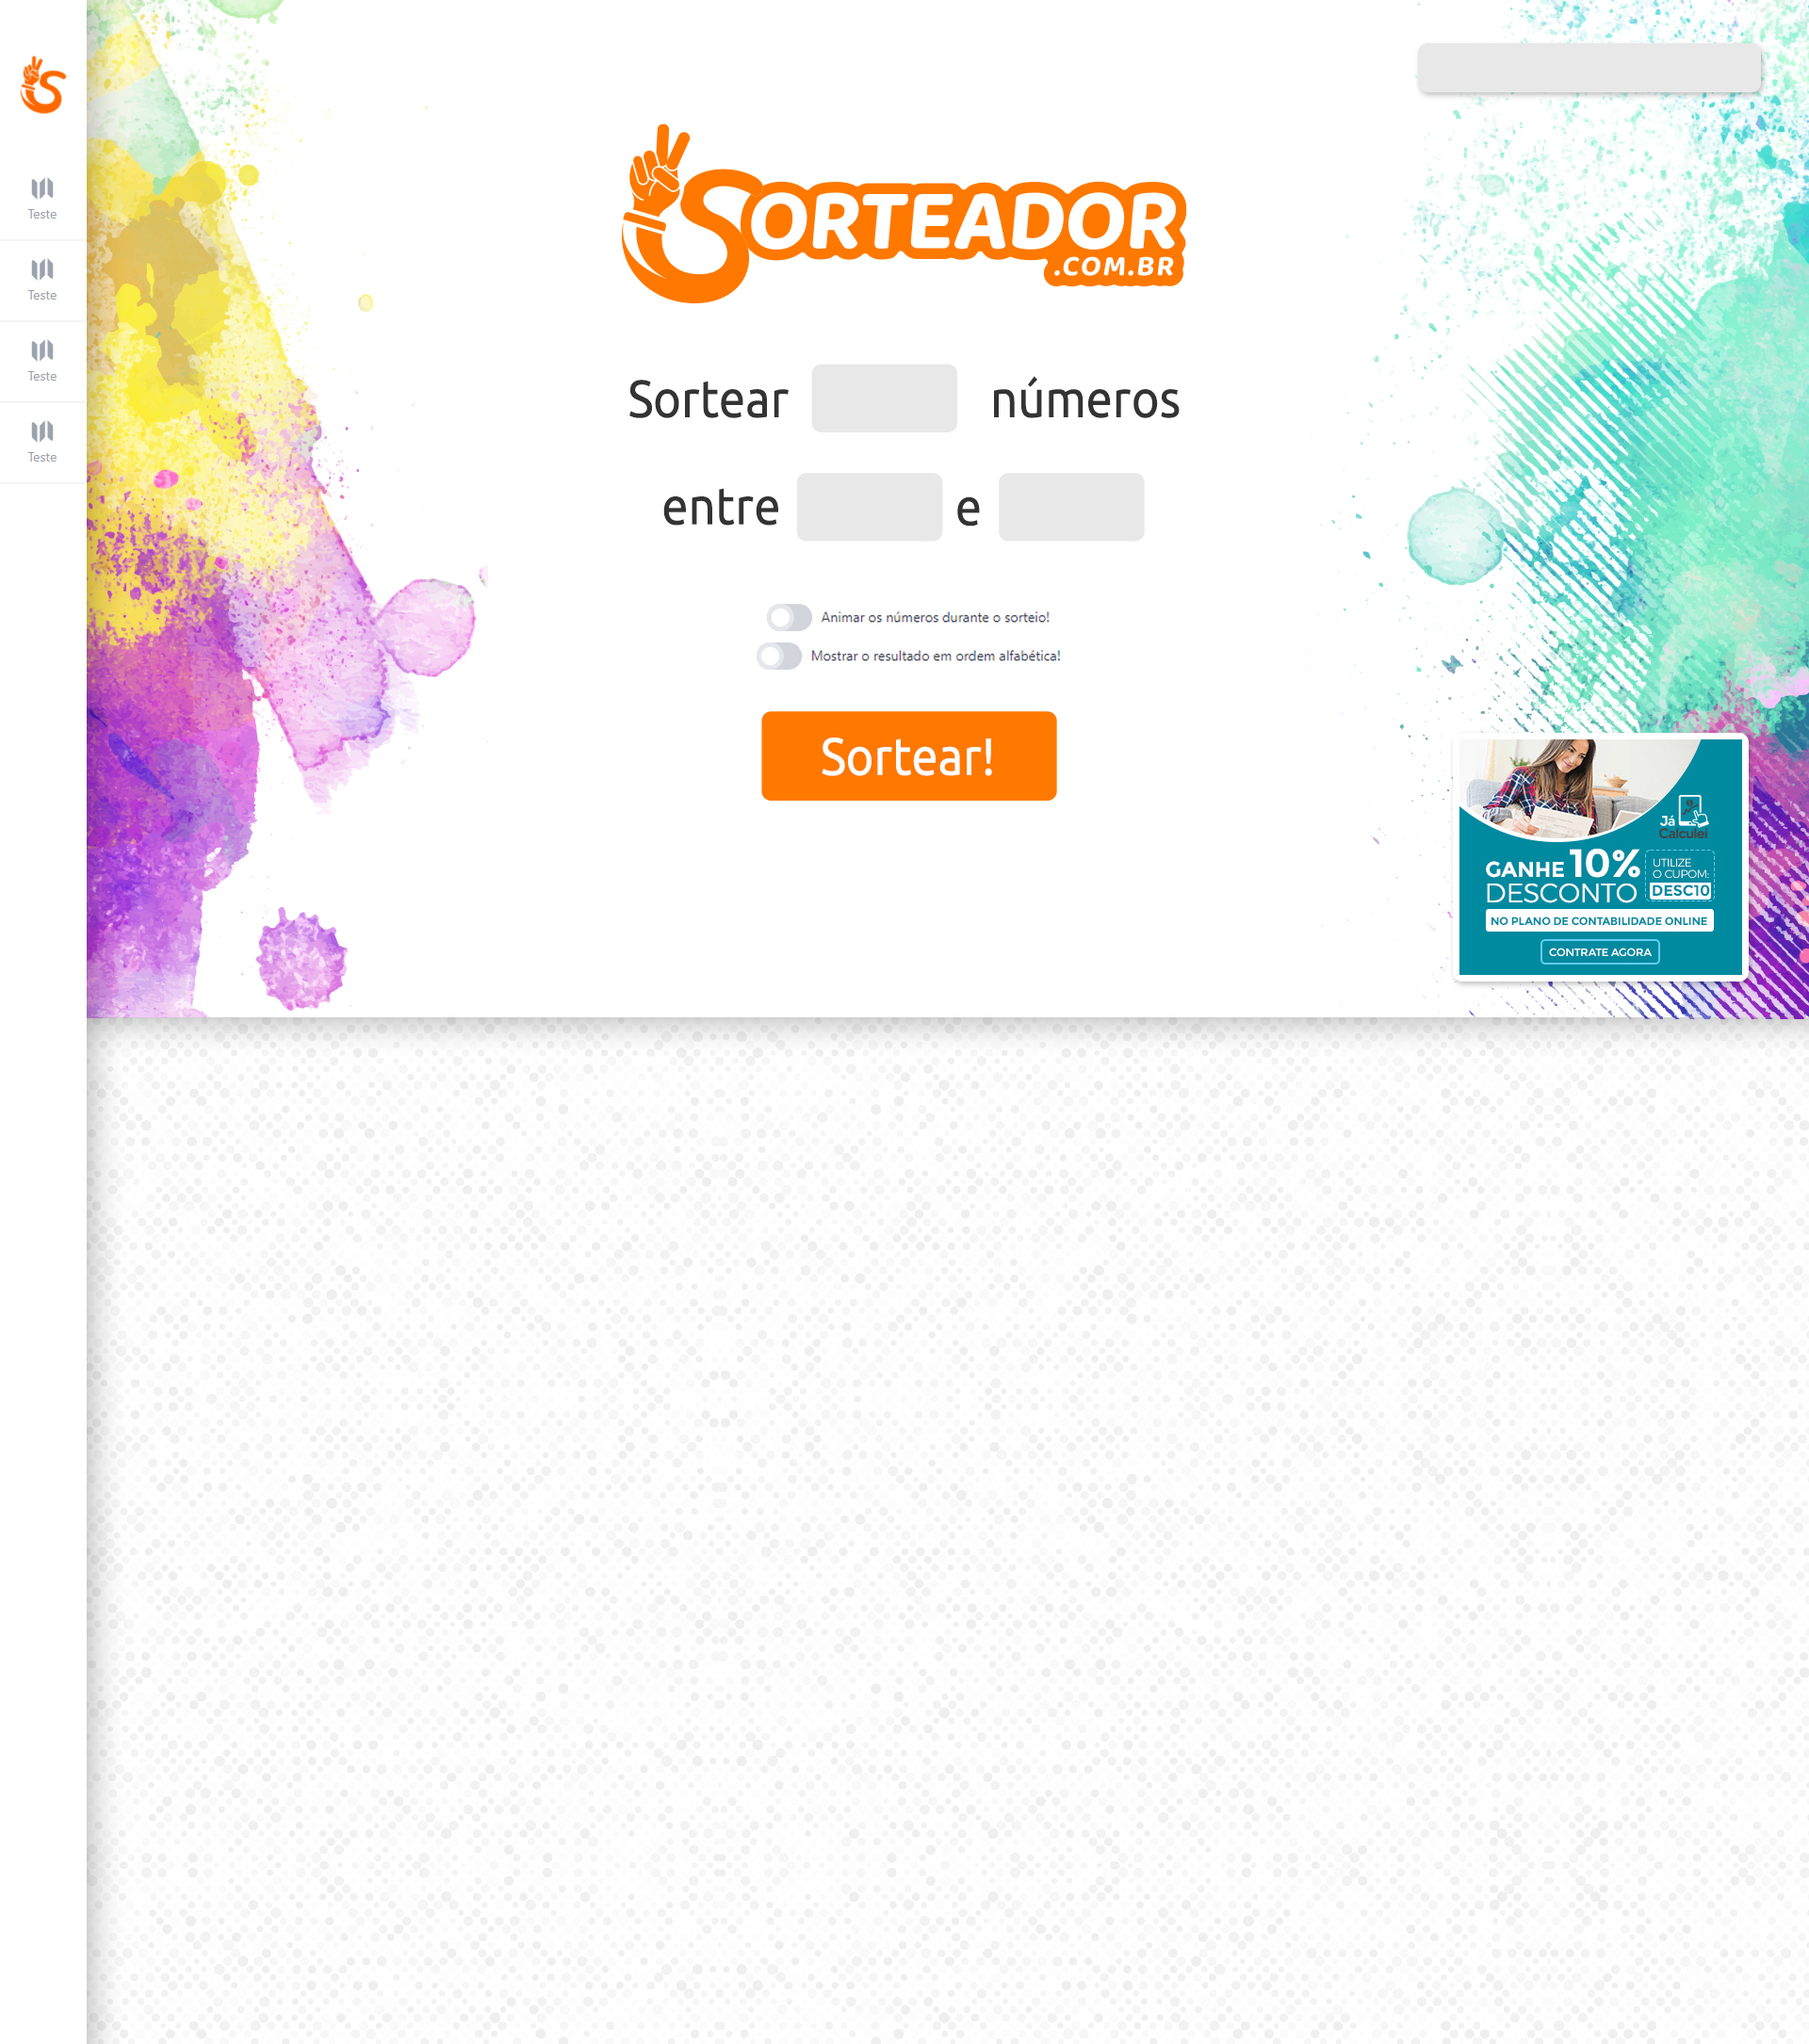 Teste
Teste
Teste
Teste
SORTEADOR
.COM.BR
Sortear números
entre e
Animar os números durante o sorteio!
Mostrar o resultado em ordem alfabética!
Sortear!
Já
Calculei
GANHE 10%
DESCONTO
UTILIZE
O CUPOM:
DESC10
NO PLANO DE CONTABILIDADE ONLINE
CONTRATE AGORA